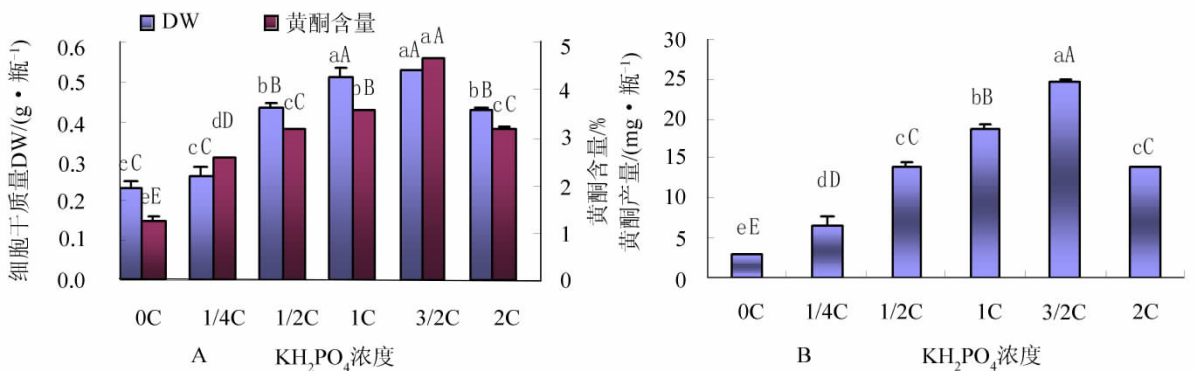 DW 黄酮含量
细胞干质量DW/(g·瓶⁻¹)
0.6
0.5
0.4
0.3
0.2
0.1
0.0
cC eE cC dD bB cC aA bB aA aA bB cC
5
4
3
2
1
0
黄酮含量/%
0C 1/4C 1/2C 1C 3/2C 2C
A KH₂PO₄浓度
黄酮产量/(mg·瓶⁻¹)
30
25
20
15
10
5
0
eE dD cC bB aA cC
0C 1/4C 1/2C 1C 3/2C 2C
B KH₂PO₄浓度